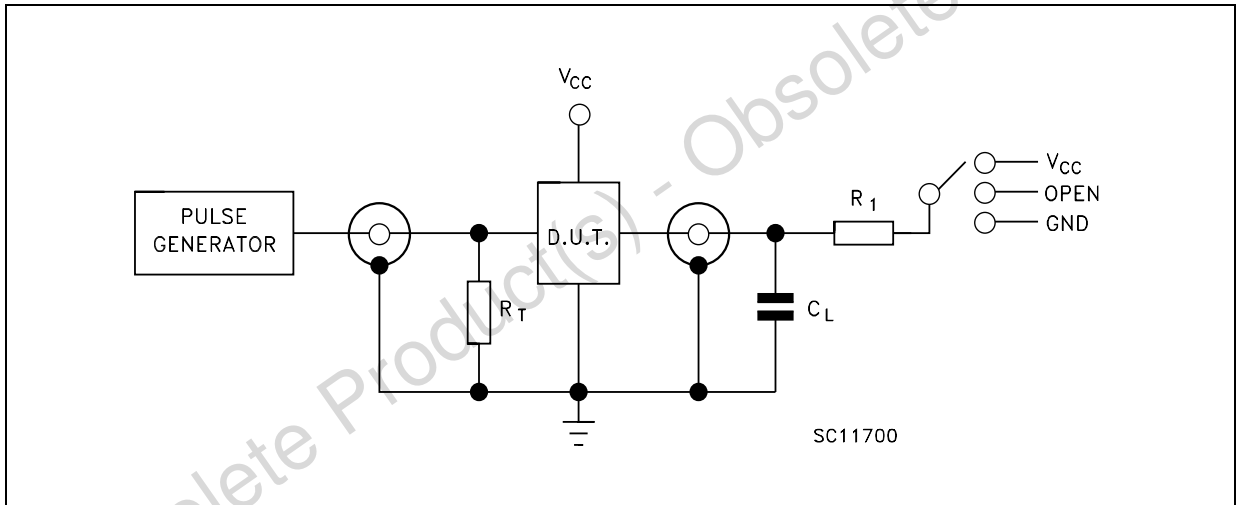 VCC
PULSE
GENERATOR
D.U.T.
R1
VCC
OPEN
GND
RT
CL
SC11700
Obsolete Product(s) - Obsolete